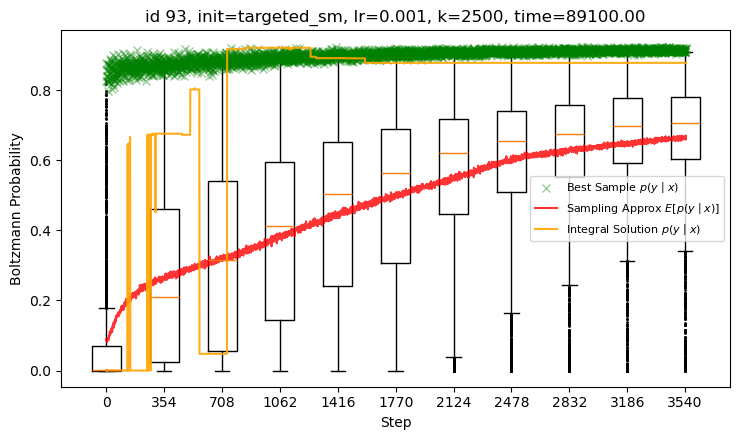 id 93, init=targeted_sm, lr=0.001, k=2500, time=89100.00
Boltzmann Probability
0.8
0.6
0.4
0.2
0.0
Best Sample p(y | x)
Sampling Approx E[p(y | x)]
Integral Solution p(y | x)
0 354 708 1062 1416 1770 2124 2478 2832 3186 3540
Step